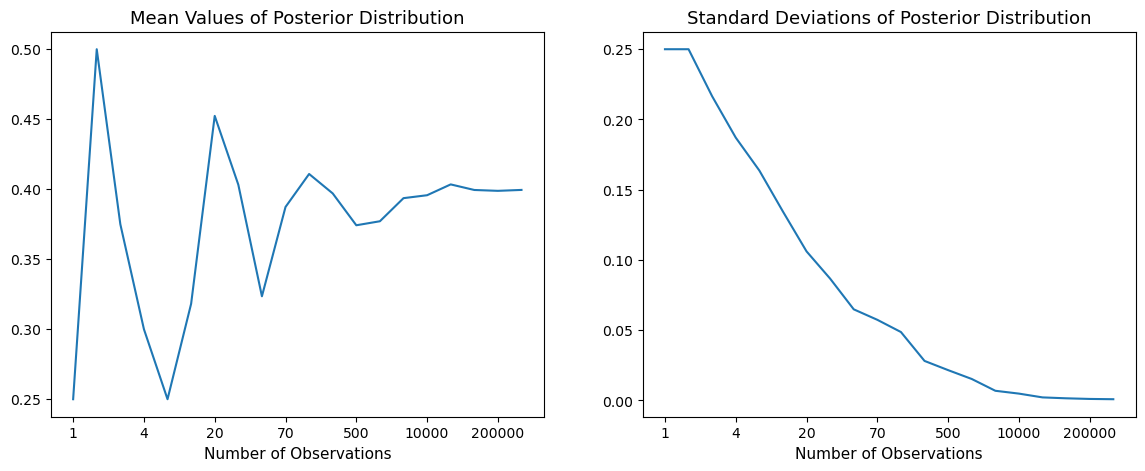 Mean Values of Posterior Distribution
0.50
0.45
0.40
0.35
0.30
0.25
1 4 20 70 500 10000 200000
Number of Observations
Standard Deviations of Posterior Distribution
0.25
0.20
0.15
0.10
0.05
0.00
1 4 20 70 500 10000 200000
Number of Observations